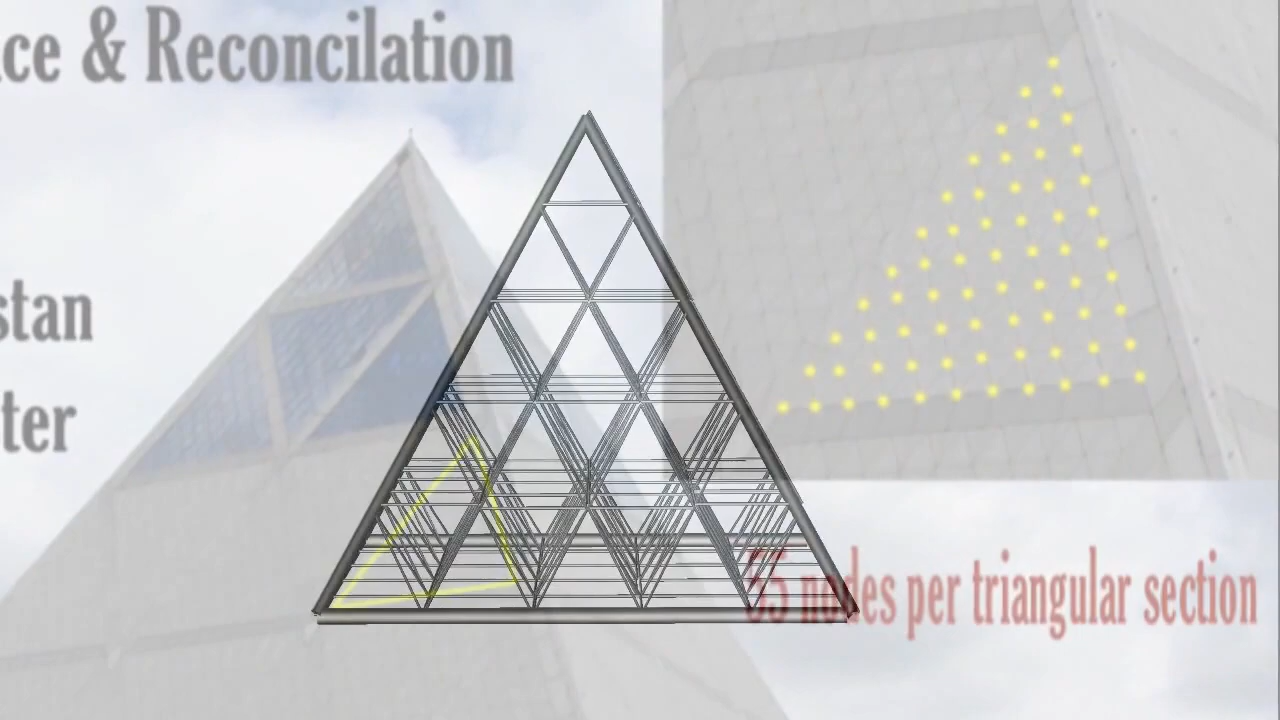 ce & Reconcilation
stan
ter
nodes per triangular section